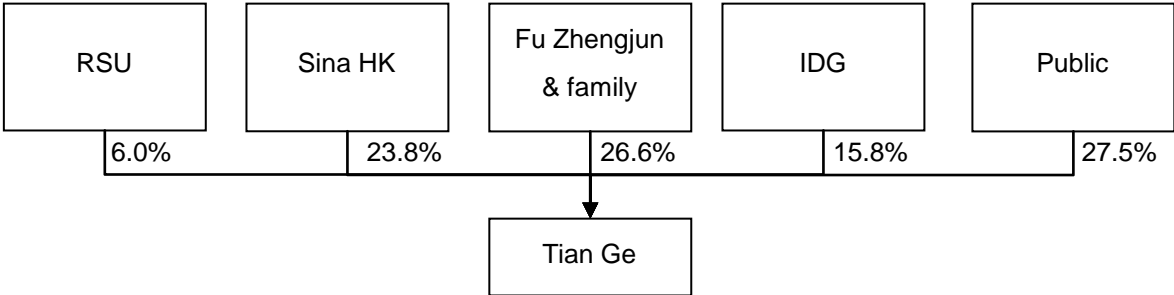 RSU
Sina HK
Fu Zhengjun
& family
IDG
Public
6.0%
23.8%
26.6%
15.8%
27.5%
Tian Ge